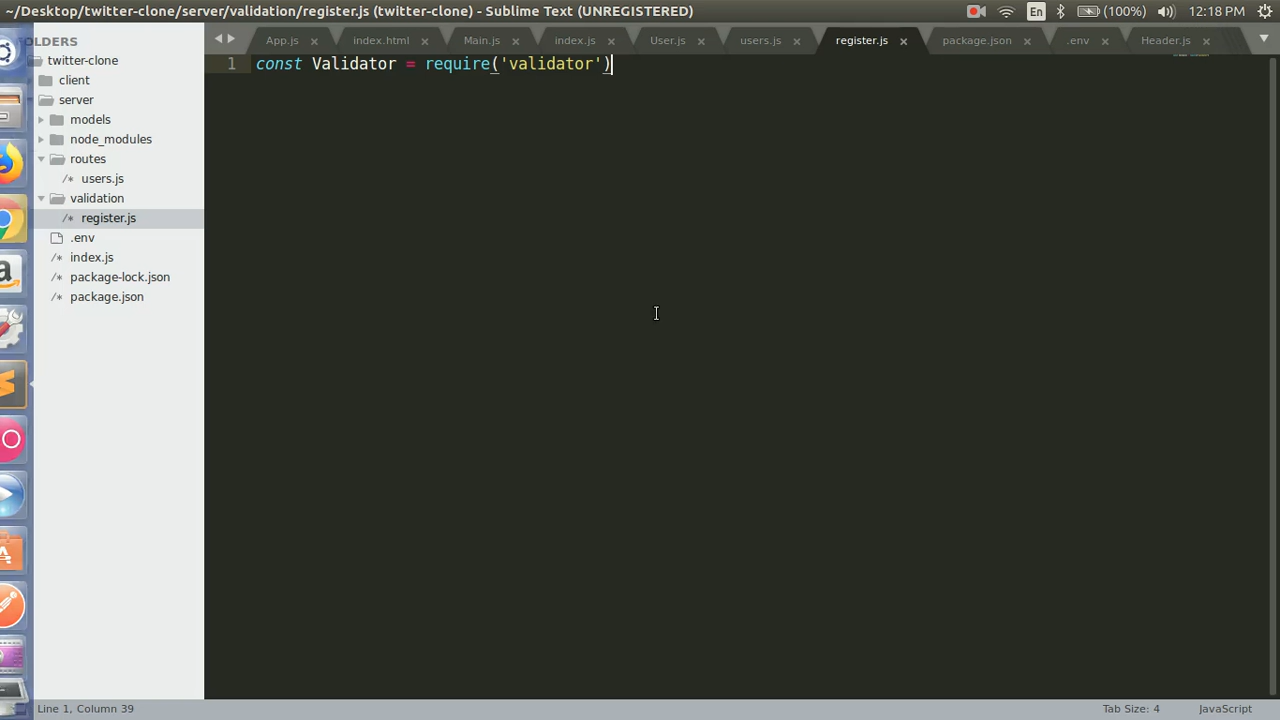 ~/Desktop/twitter-clone/server/validation/register.js (twitter-clone) - Sublime Text (UNREGISTERED)
En
(100%)
12:18 PM
OLDERS
twitter-clone
client
server
models
node_modules
routes
/* users.js
validation
/* register.js
.env
/* index.js
/* package-lock.json
/* package.json
App.js
index.html
Main.js
index.js
User.js
users.js
register.js
package.json
.env
Header.js
1 const Validator = require('validator')
Line 1, Column 39
Tab Size: 4
JavaScript